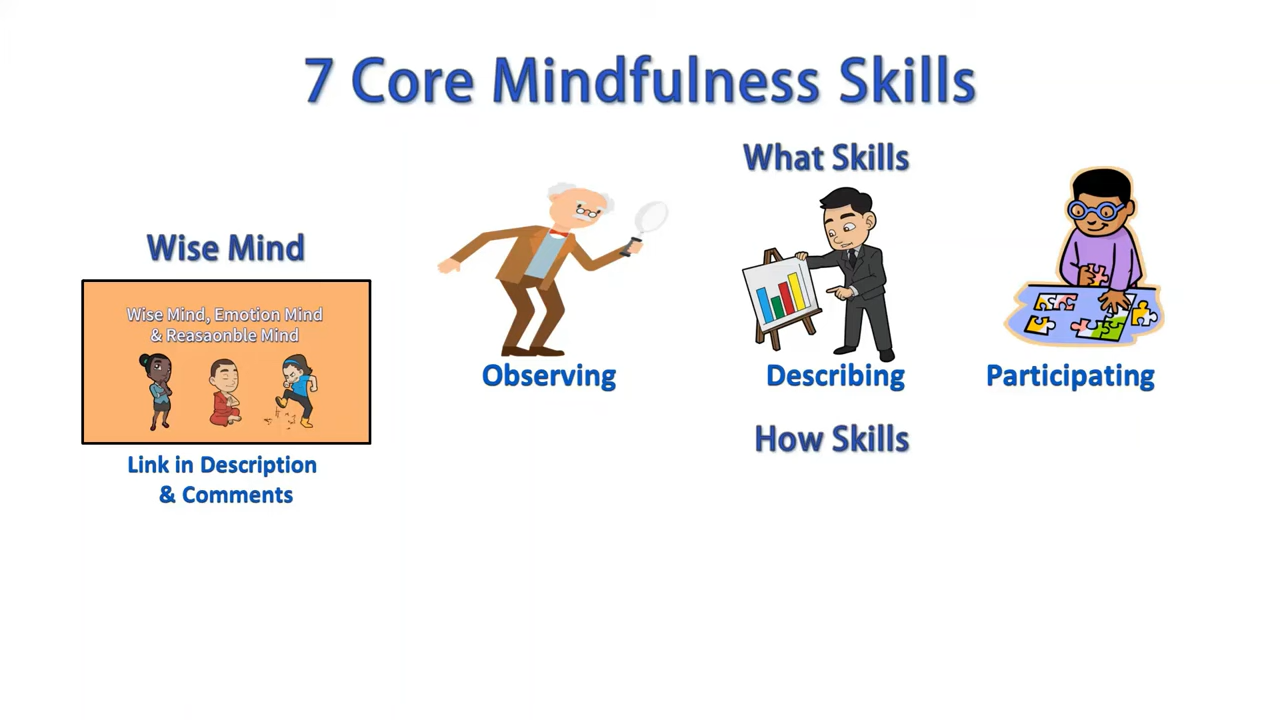 7 Core Mindfulness Skills
What Skills
Wise Mind
Wise Mind, Emotion Mind
& Reasaonble Mind
Observing
Describing
Participating
How Skills
Link in Description
& Comments